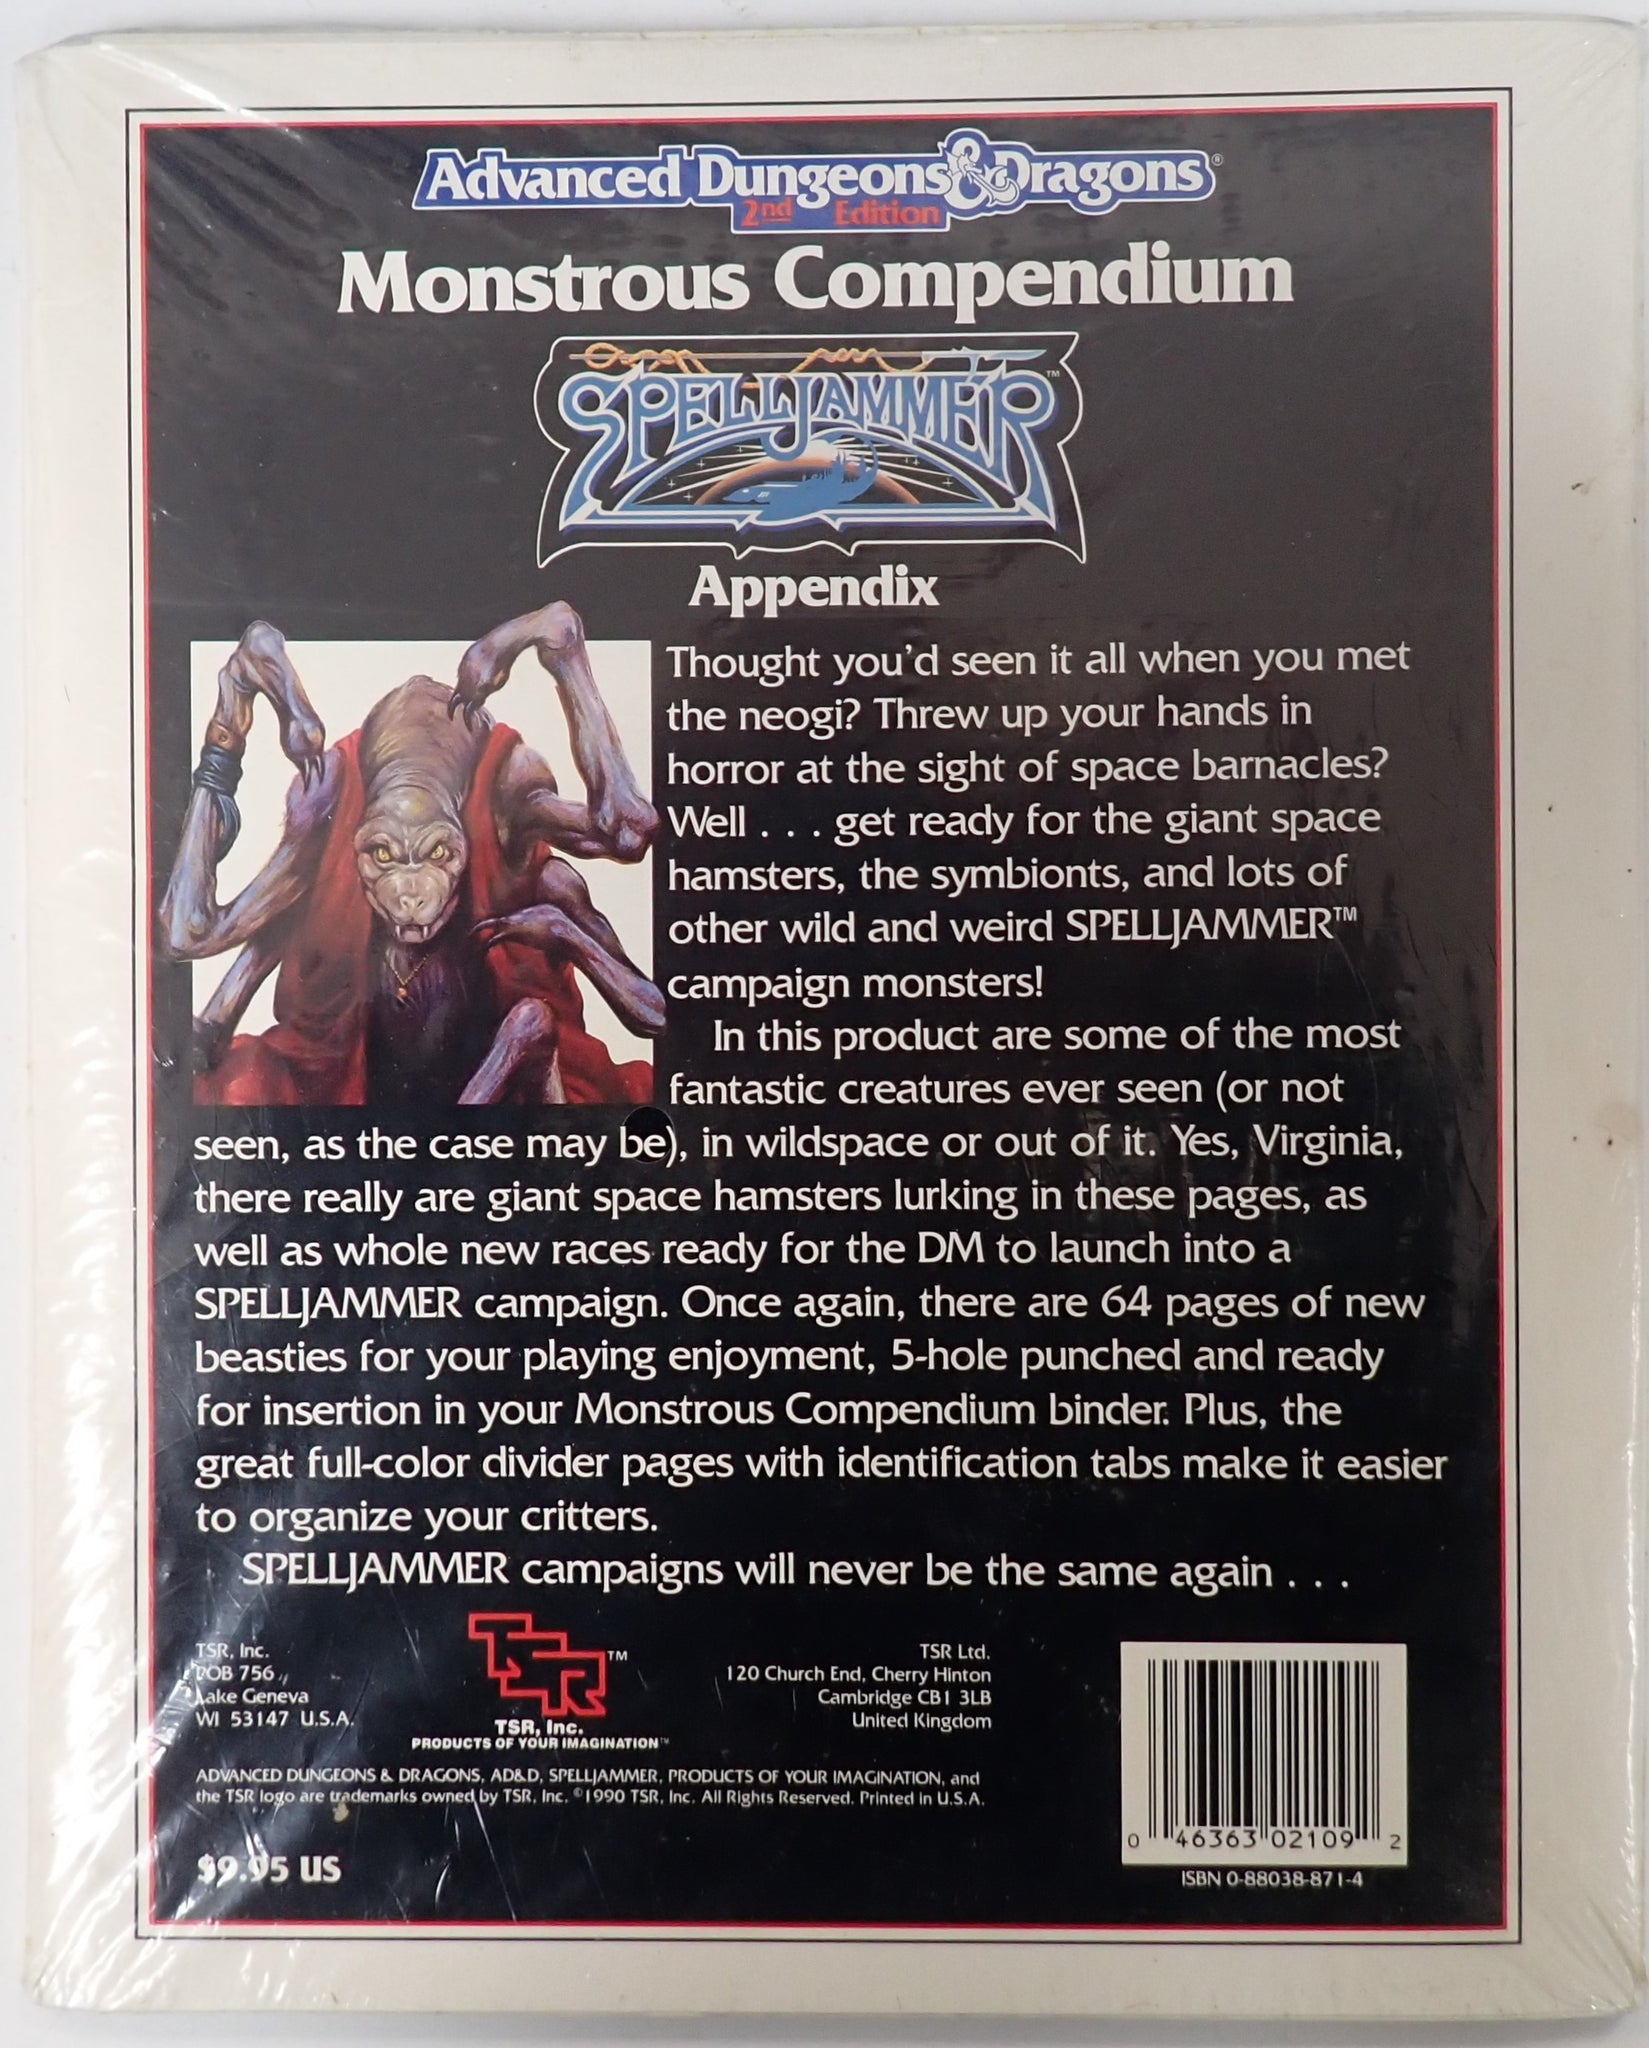 Advanced Dungeons & Dragons®
2nd Edition
Monstrous Compendium
SPELLJAMMER™
Appendix
Thought you'd seen it all when you met
the neogi? Threw up your hands in
horror at the sight of space barnacles?
Well . . . get ready for the giant space
hamsters, the symbionts, and lots of
other wild and weird SPELLJAMMER™
campaign monsters!
In this product are some of the most
fantastic creatures ever seen (or not
seen, as the case may be), in wildspace or out of it. Yes, Virginia,
there really are giant space hamsters lurking in these pages, as
well as whole new races ready for the DM to launch into a
SPELLJAMMER campaign. Once again, there are 64 pages of new
beasties for your playing enjoyment, 5-hole punched and ready
for insertion in your Monstrous Compendium binder. Plus, the
great full-color divider pages with identification tabs make it easier
to organize your critters.
SPELLJAMMER campaigns will never be the same again . . .
TSR, Inc.
POB 756
Lake Geneva
WI 53147 U.S.A.
TSR™
TSR, Inc.
PRODUCTS OF YOUR IMAGINATION™
TSR Ltd.
120 Church End, Cherry Hinton
Cambridge CB1 3LB
United Kingdom
ADVANCED DUNGEONS & DRAGONS, AD&D, SPELLJAMMER, PRODUCTS OF YOUR IMAGINATION, and
the TSR logo are trademarks owned by TSR, Inc. ©1990 TSR, Inc. All Rights Reserved. Printed in U.S.A.
$9.95 US
0 46363 02109 2
ISBN 0-88038-871-4